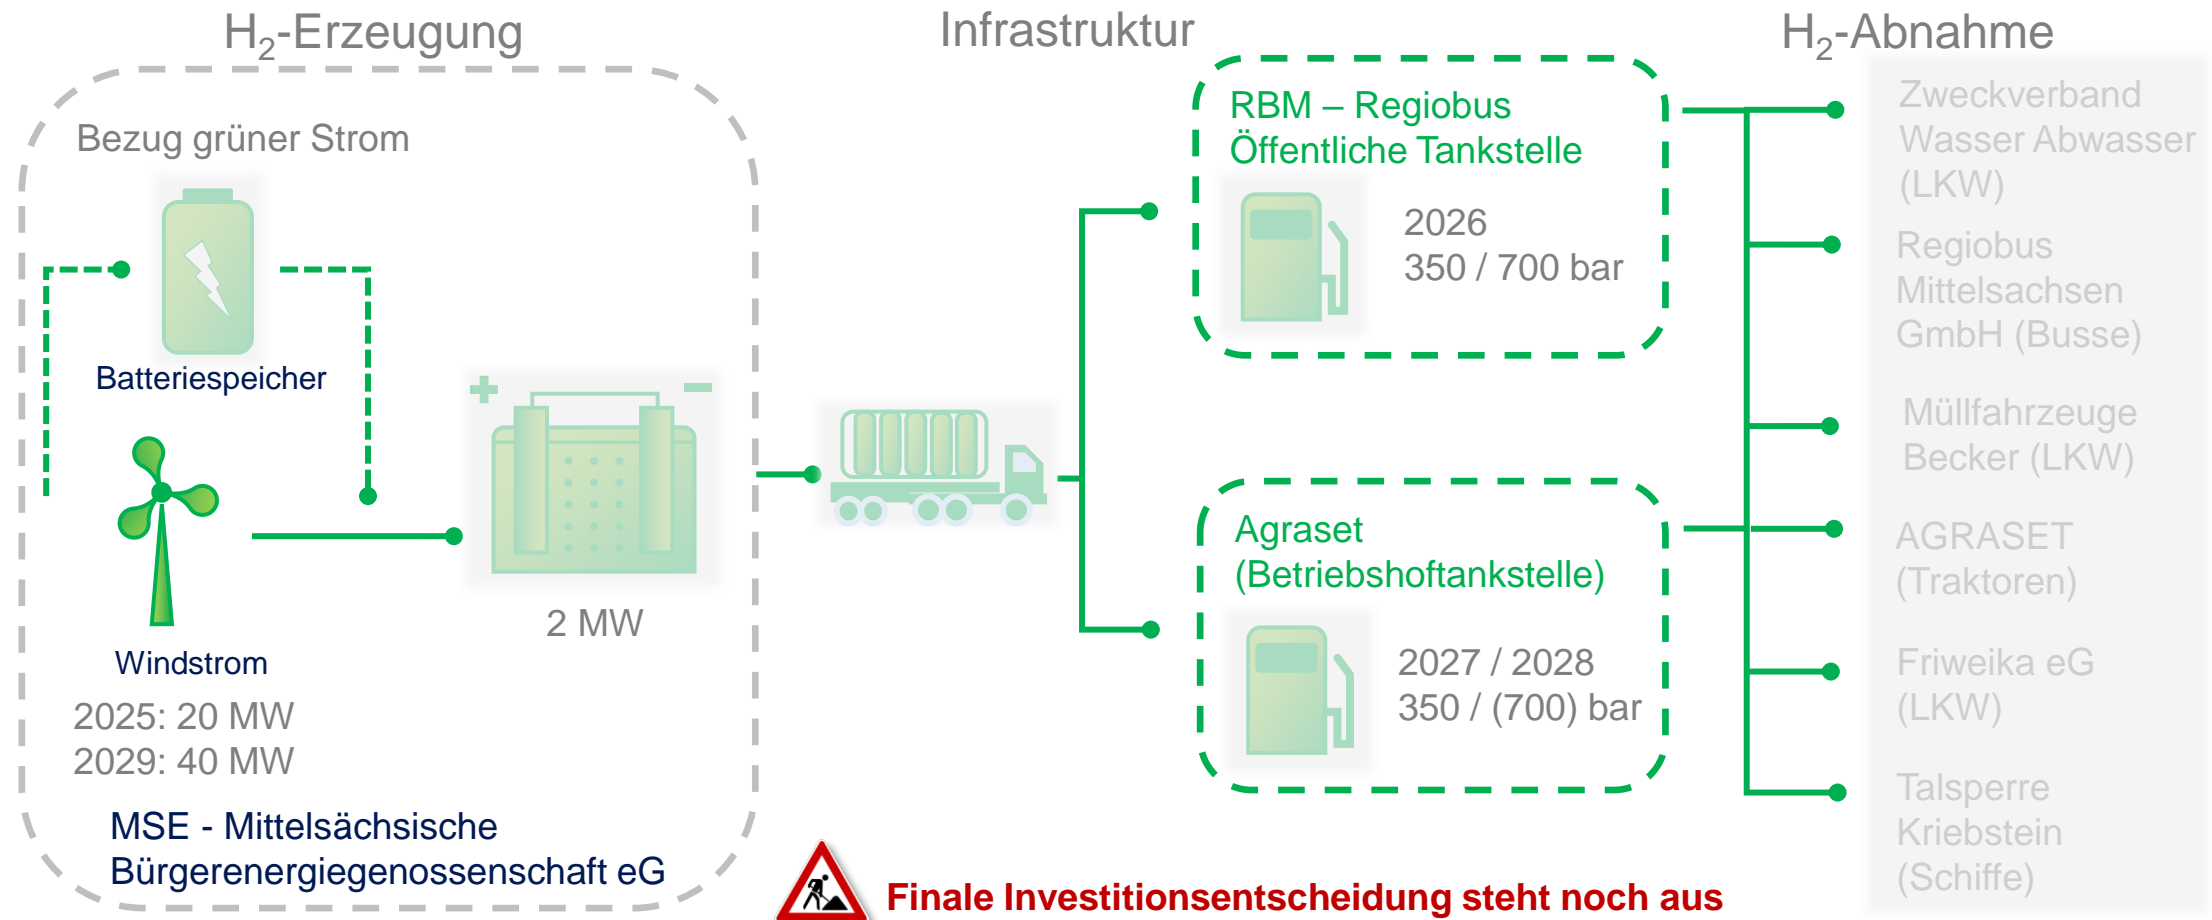 H₂-Erzeugung
Bezug grüner Strom
Batteriespeicher
+ −
Windstrom
2025: 20 MW
2029: 40 MW
2 MW
MSE - Mittelsächsische
Bürgerenergiegenossenschaft eG
Infrastruktur
RBM – Regiobus
Öffentliche Tankstelle
2026
350 / 700 bar
Agraset
(Betriebshoftankstelle)
2027 / 2028
350 / (700) bar
Finale Investitionsentscheidung steht noch aus
H₂-Abnahme
Zweckverband
Wasser Abwasser
(LKW)
Regiobus
Mittelsachsen
GmbH (Busse)
Müllfahrzeuge
Becker (LKW)
AGRASET
(Traktoren)
Friweika eG
(LKW)
Talsperre
Kriebstein
(Schiffe)